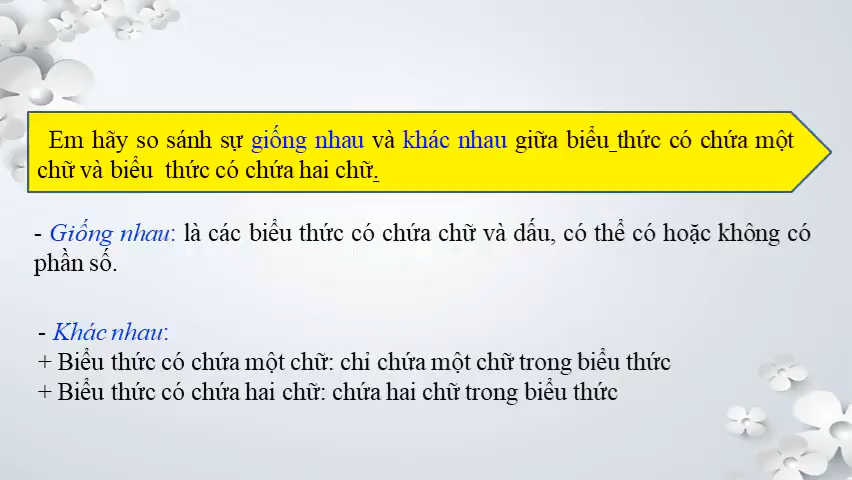 Em hãy so sánh sự giống nhau và khác nhau giữa biểu thức có chứa một
chữ và biểu thức có chứa hai chữ.
- Giống nhau: là các biểu thức có chứa chữ và dấu, có thể có hoặc không có
phần số.
- Khác nhau:
+ Biểu thức có chứa một chữ: chỉ chứa một chữ trong biểu thức
+ Biểu thức có chứa hai chữ: chứa hai chữ trong biểu thức